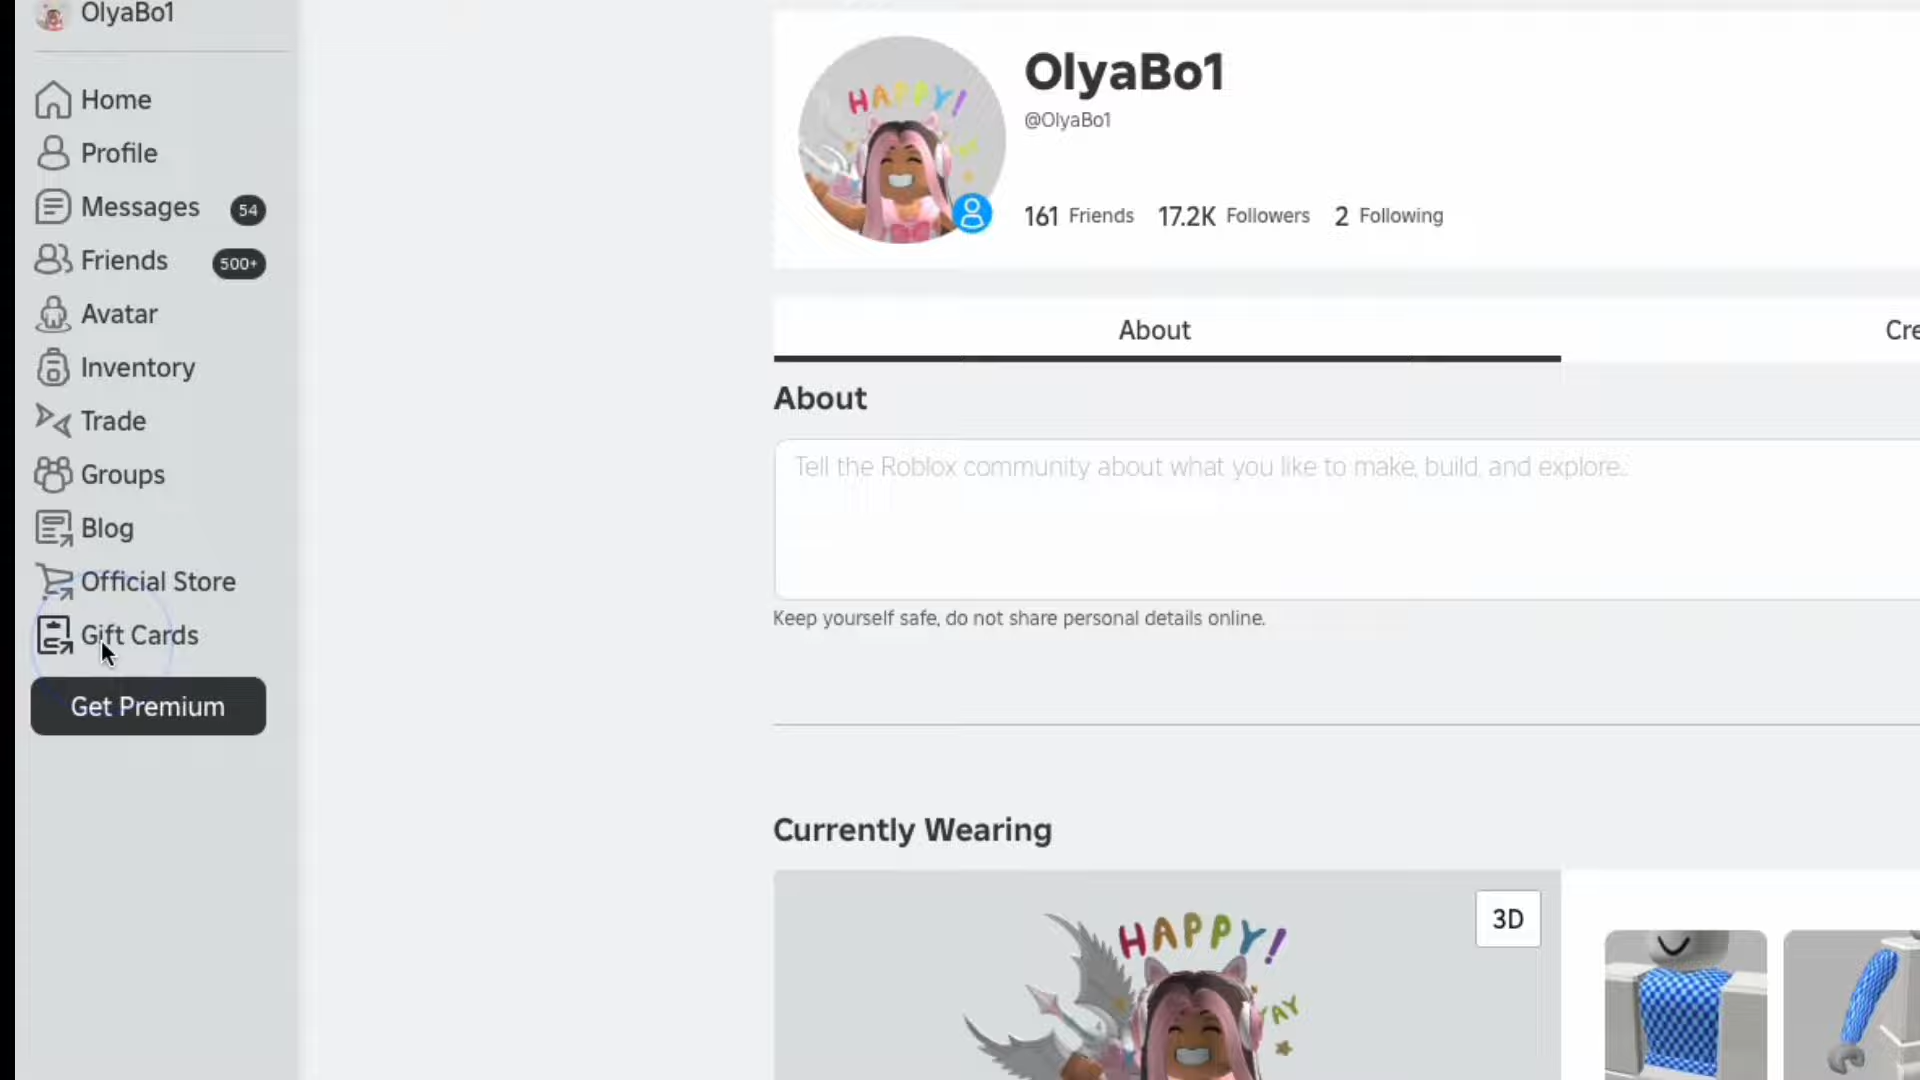 OlyaBo1
Home
Profile
Messages 54
Friends 500+
Avatar
Inventory
Trade
Groups
Blog
Official Store
Gift Cards
Get Premium
HAPPY!
OlyaBo1
@OlyaBo1
161 Friends 17.2K Followers 2 Following
About
About
Tell the Roblox community about what you like to make, build, and explore...
Keep yourself safe, do not share personal details online.
Currently Wearing
3D
HAPPY!
YAY